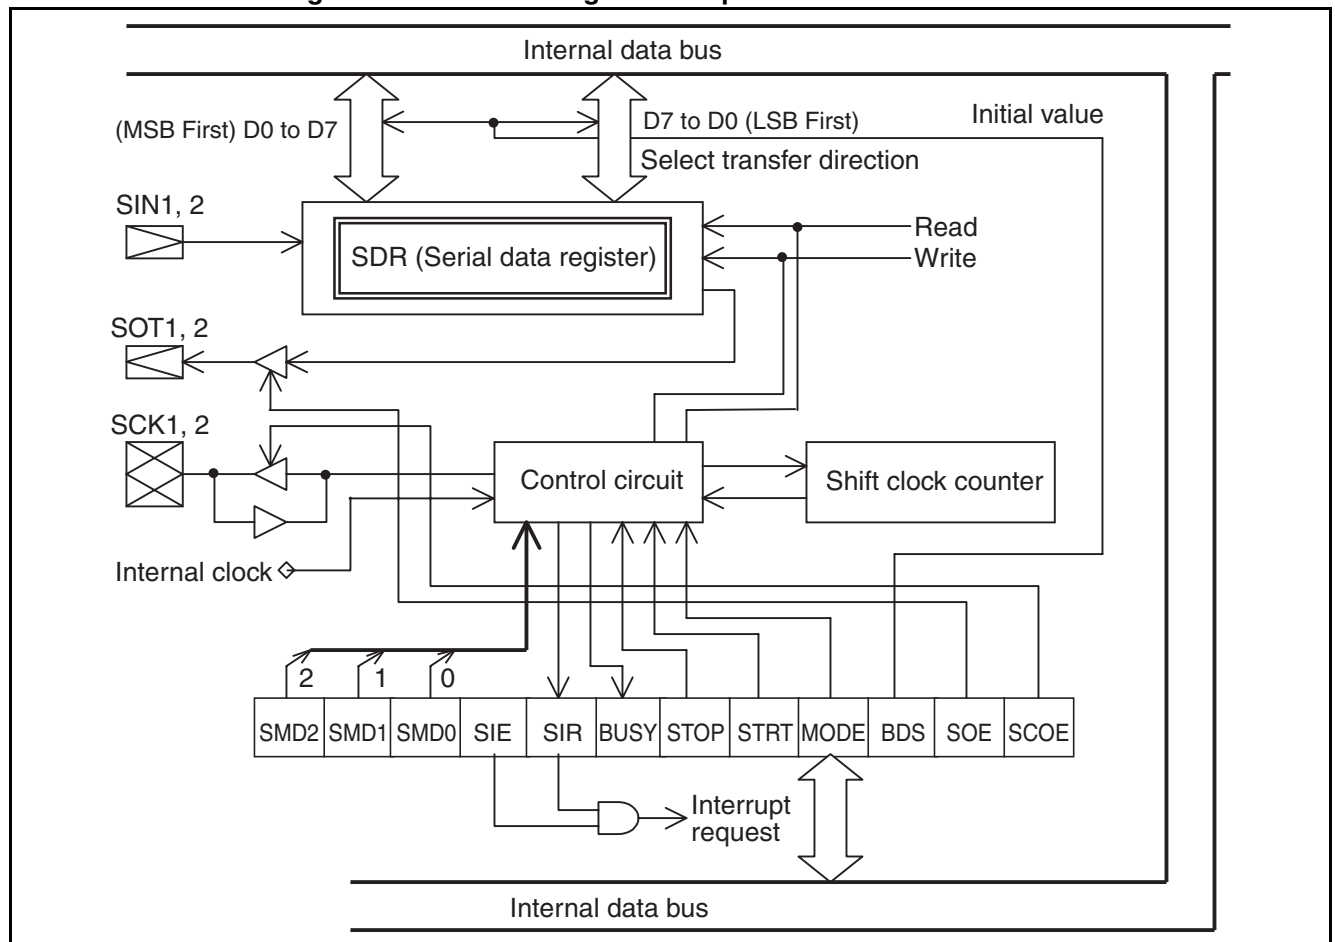 Internal data bus
(MSB First) D0 to D7
D7 to D0 (LSB First)
Initial value
Select transfer direction
SIN1, 2
SDR (Serial data register)
Read
Write
SOT1, 2
SCK1, 2
Control circuit
Shift clock counter
Internal clock
2
1
0
SMD2
SMD1
SMD0
SIE
SIR
BUSY
STOP
STRT
MODE
BDS
SOE
SCOE
Interrupt
request
Internal data bus